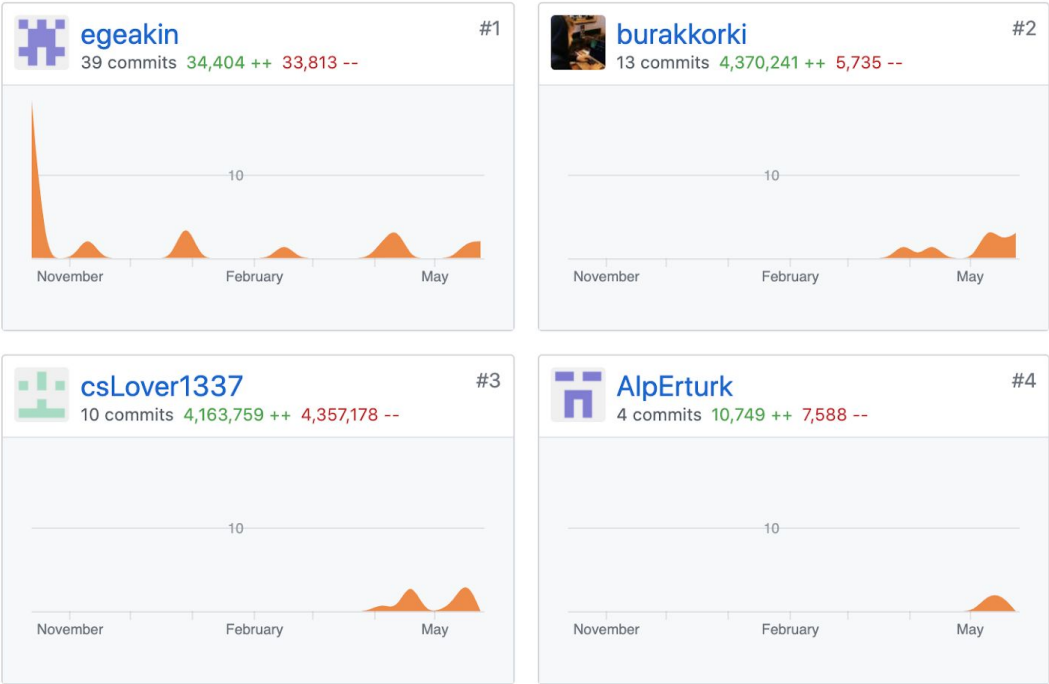 egeakin
#1
39 commits 34,404 ++ 33,813 --
10
November February May
burakkorki
#2
13 commits 4,370,241 ++ 5,735 --
10
November February May
csLover1337
#3
10 commits 4,163,759 ++ 4,357,178 --
10
November February May
AlpErturk
#4
4 commits 10,749 ++ 7,588 --
10
November February May